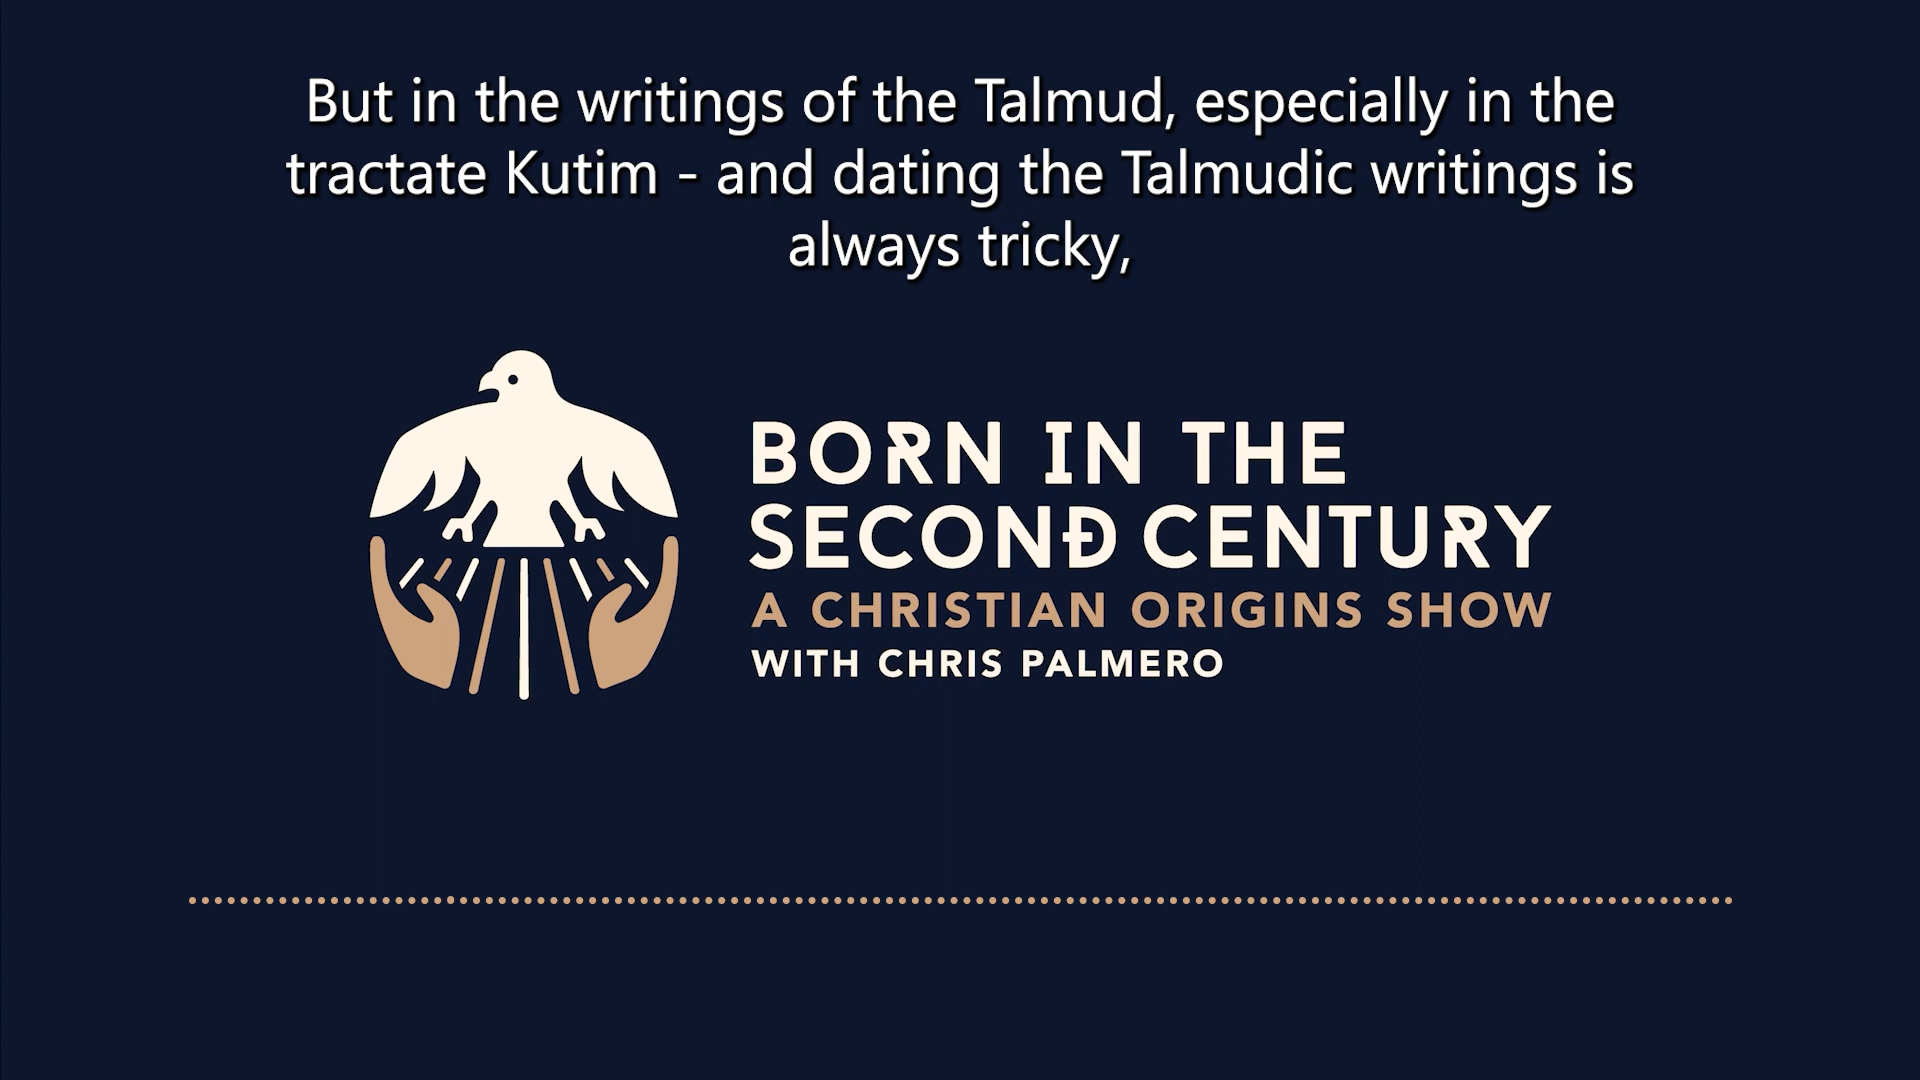 But in the writings of the Talmud, especially in the
tractate Kutim - and dating the Talmudic writings is
always tricky,
BORN IN THE
SECOND CENTURY
A CHRISTIAN ORIGINS SHOW
WITH CHRIS PALMERO